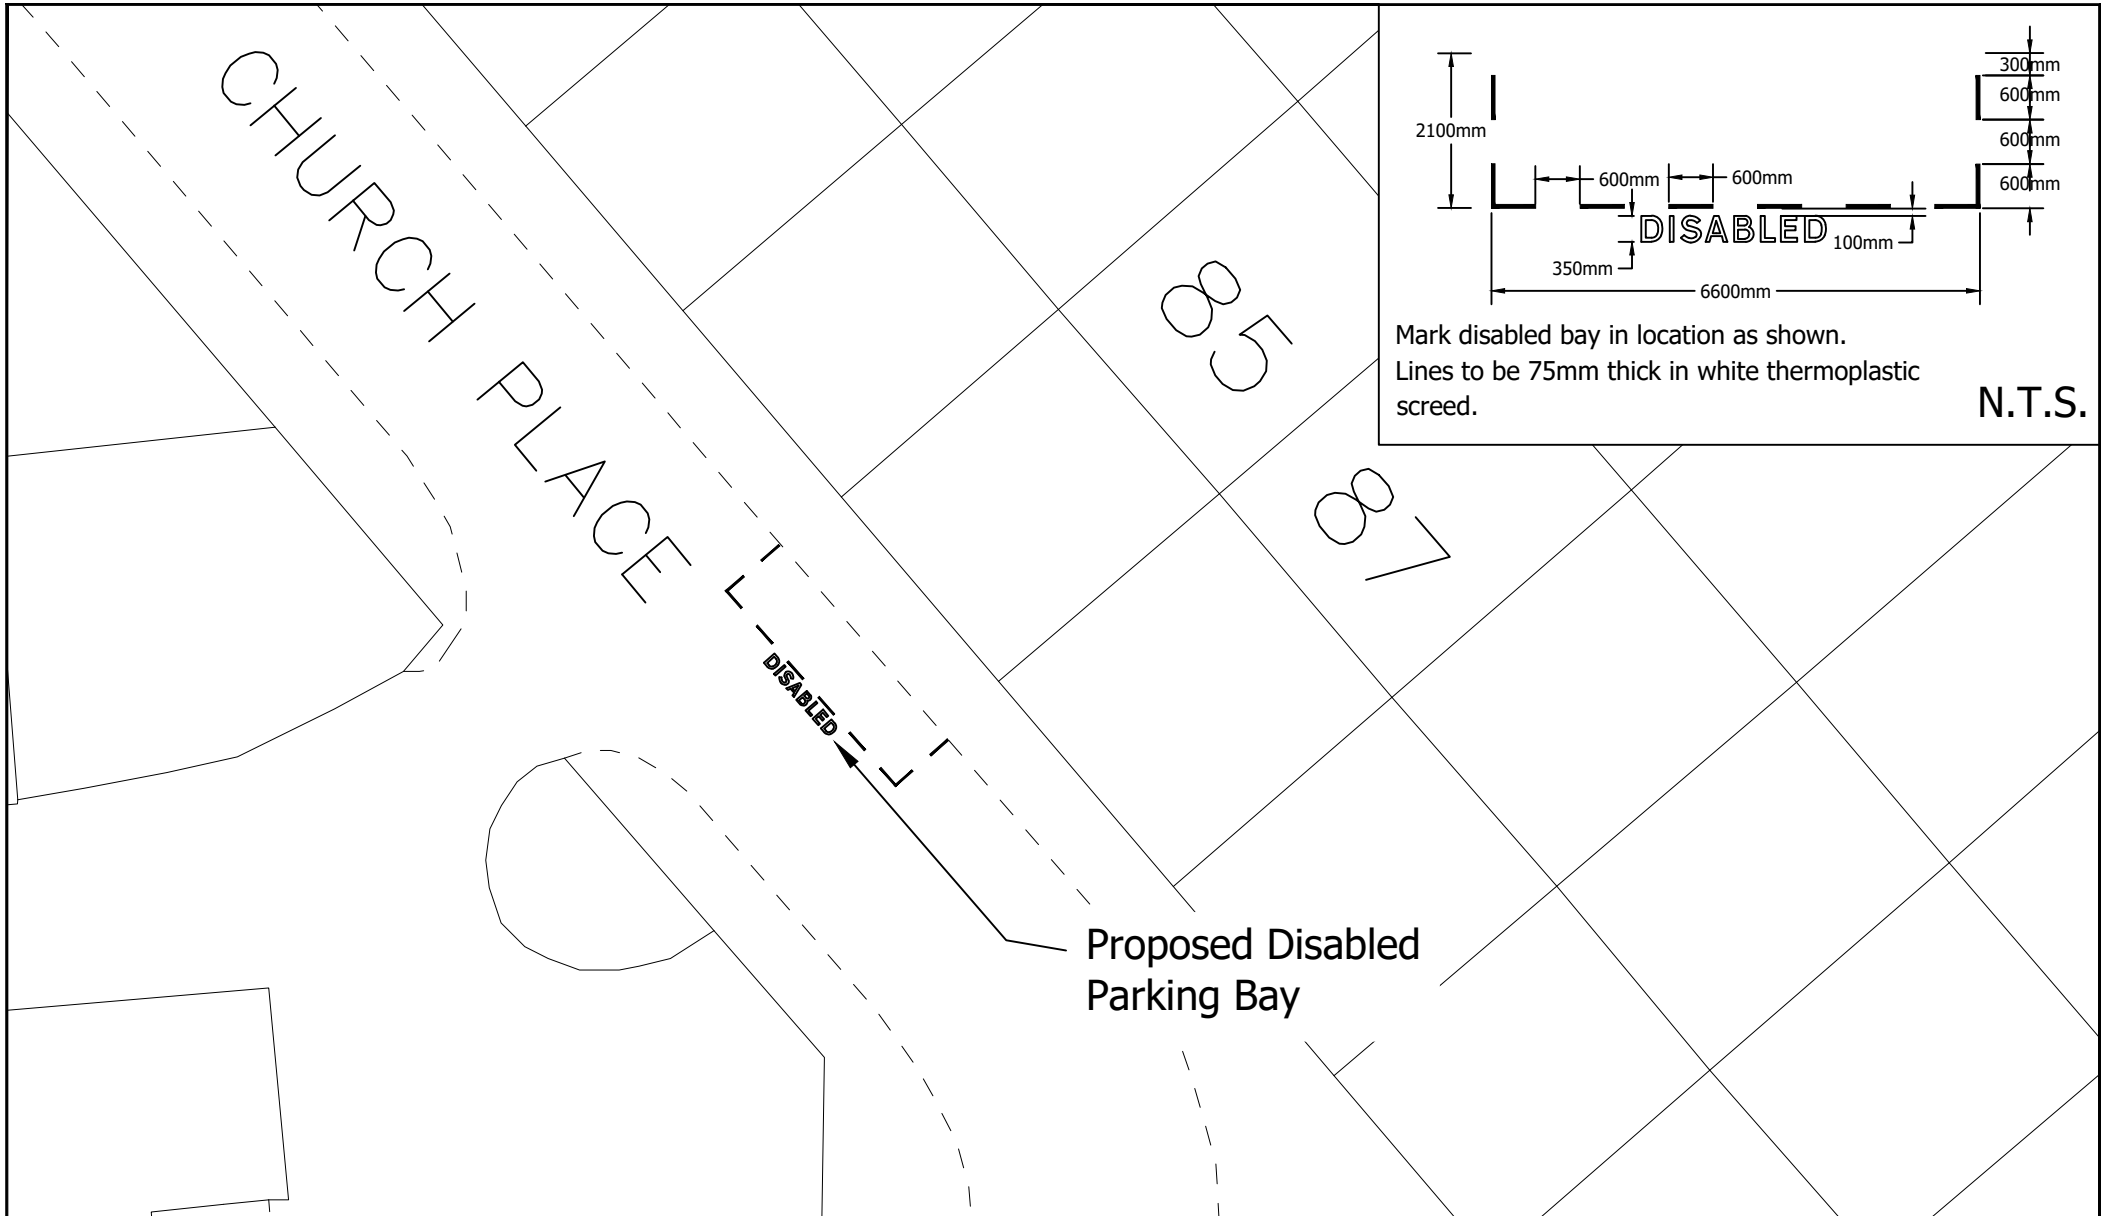 CHURCH PLACE
85
87
DISABLED
Proposed Disabled
Parking Bay
2100mm
600mm
600mm
300mm
600mm
600mm
600mm
DISABLED
100mm
350mm
6600mm
Mark disabled bay in location as shown.
Lines to be 75mm thick in white thermoplastic
screed.
N.T.S.